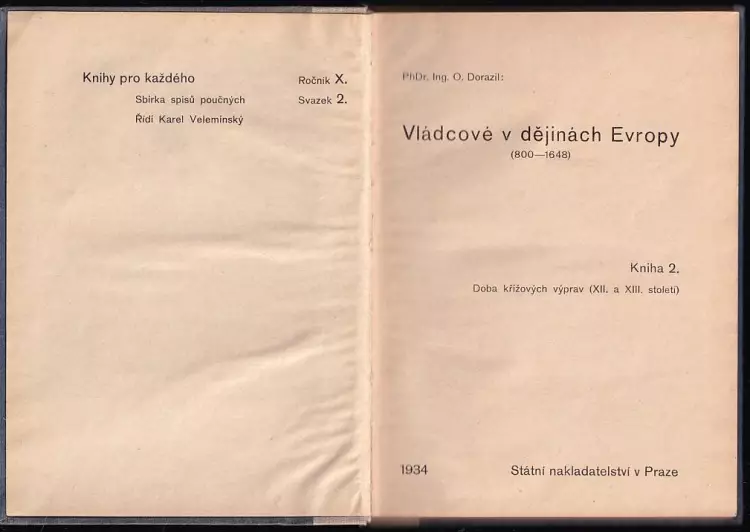 Knihy pro každého Ročník X.
Sbírka spisů poučných Svazek 2.
Řídí Karel Velemínský
PhDr. Ing. O. Dorazil:
Vládcové v dějinách Evropy
(800—1648)
Kniha 2.
Doba křížových výprav (XII. a XIII. století)
1934 Státní nakladatelství v Praze